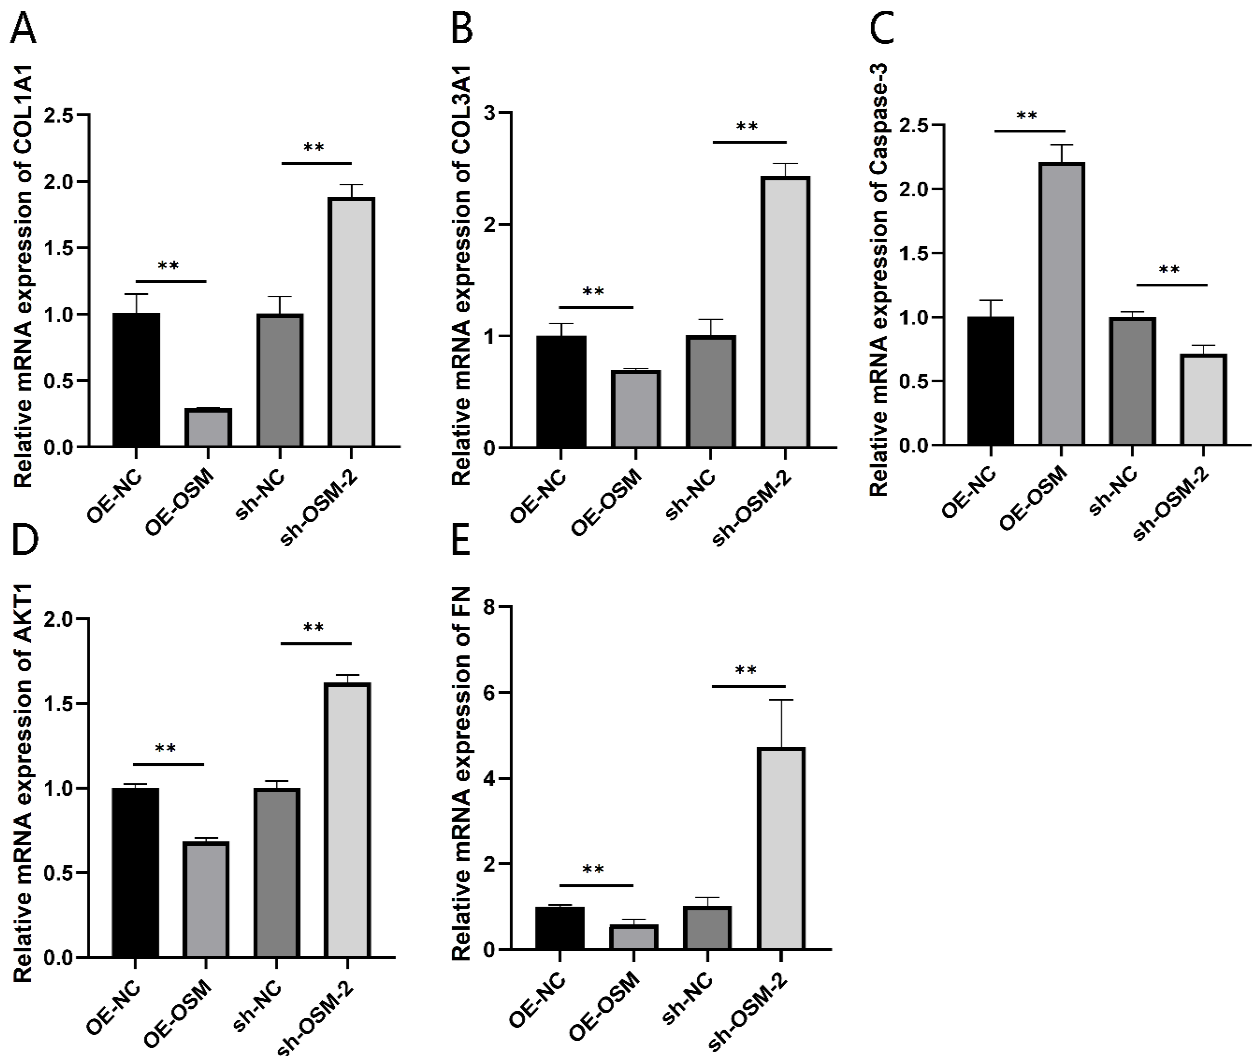 A
Relative mRNA expression of COL1A1
2.5
2.0
1.5
1.0
0.5
0.0
**
**
OE-NC
OE-OSM
sh-NC
sh-OSM-2
B
Relative mRNA expression of COL3A1
3
2
1
0
**
**
OE-NC
OE-OSM
sh-NC
sh-OSM-2
C
Relative mRNA expression of Caspase-3
2.5
2.0
1.5
1.0
0.5
0.0
**
**
OE-NC
OE-OSM
sh-NC
sh-OSM-2
D
Relative mRNA expression of AKT1
2.0
1.5
1.0
0.5
0.0
**
**
OE-NC
OE-OSM
sh-NC
sh-OSM-2
E
Relative mRNA expression of FN
8
6
4
2
0
**
**
OE-NC
OE-OSM
sh-NC
sh-OSM-2